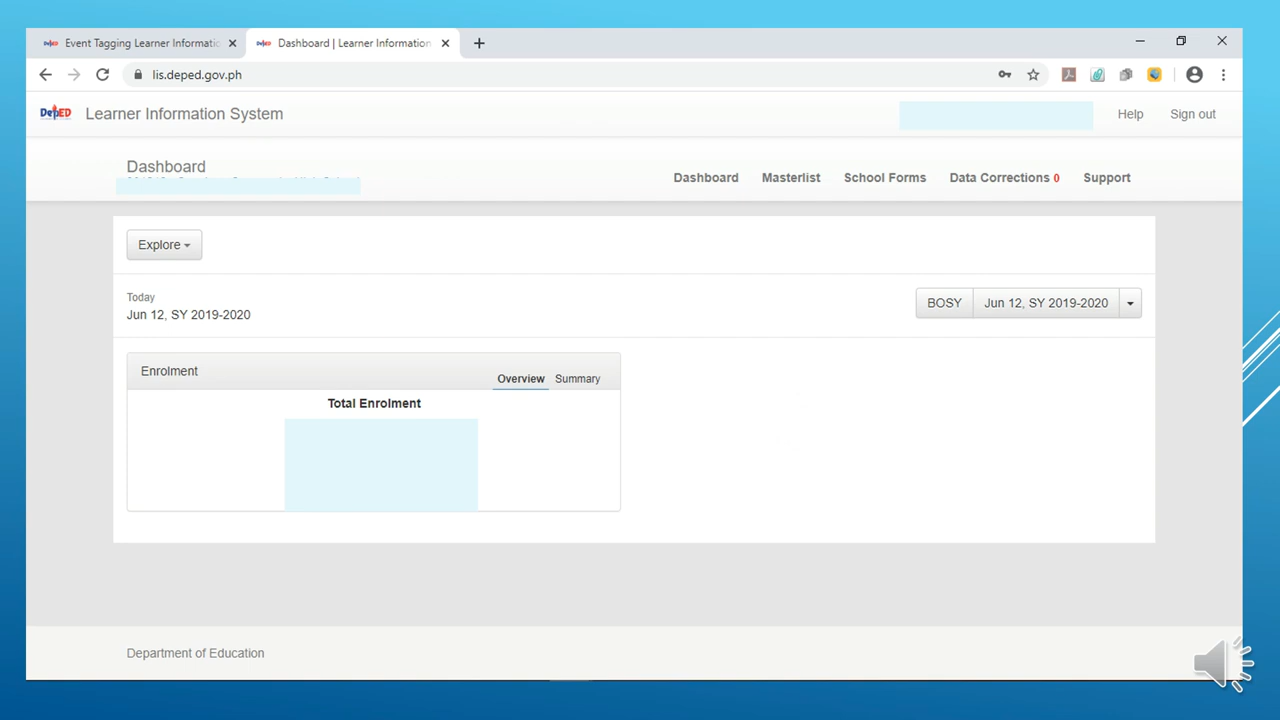 Event Tagging Learner Informatic
Dashboard | Learner Information
lis.deped.gov.ph
DepED
Learner Information System
Help
Sign out
Dashboard
Dashboard
Masterlist
School Forms
Data Corrections 0
Support
Explore
Today
Jun 12, SY 2019-2020
BOSY
Jun 12, SY 2019-2020
Enrolment
Overview
Summary
Total Enrolment
Department of Education